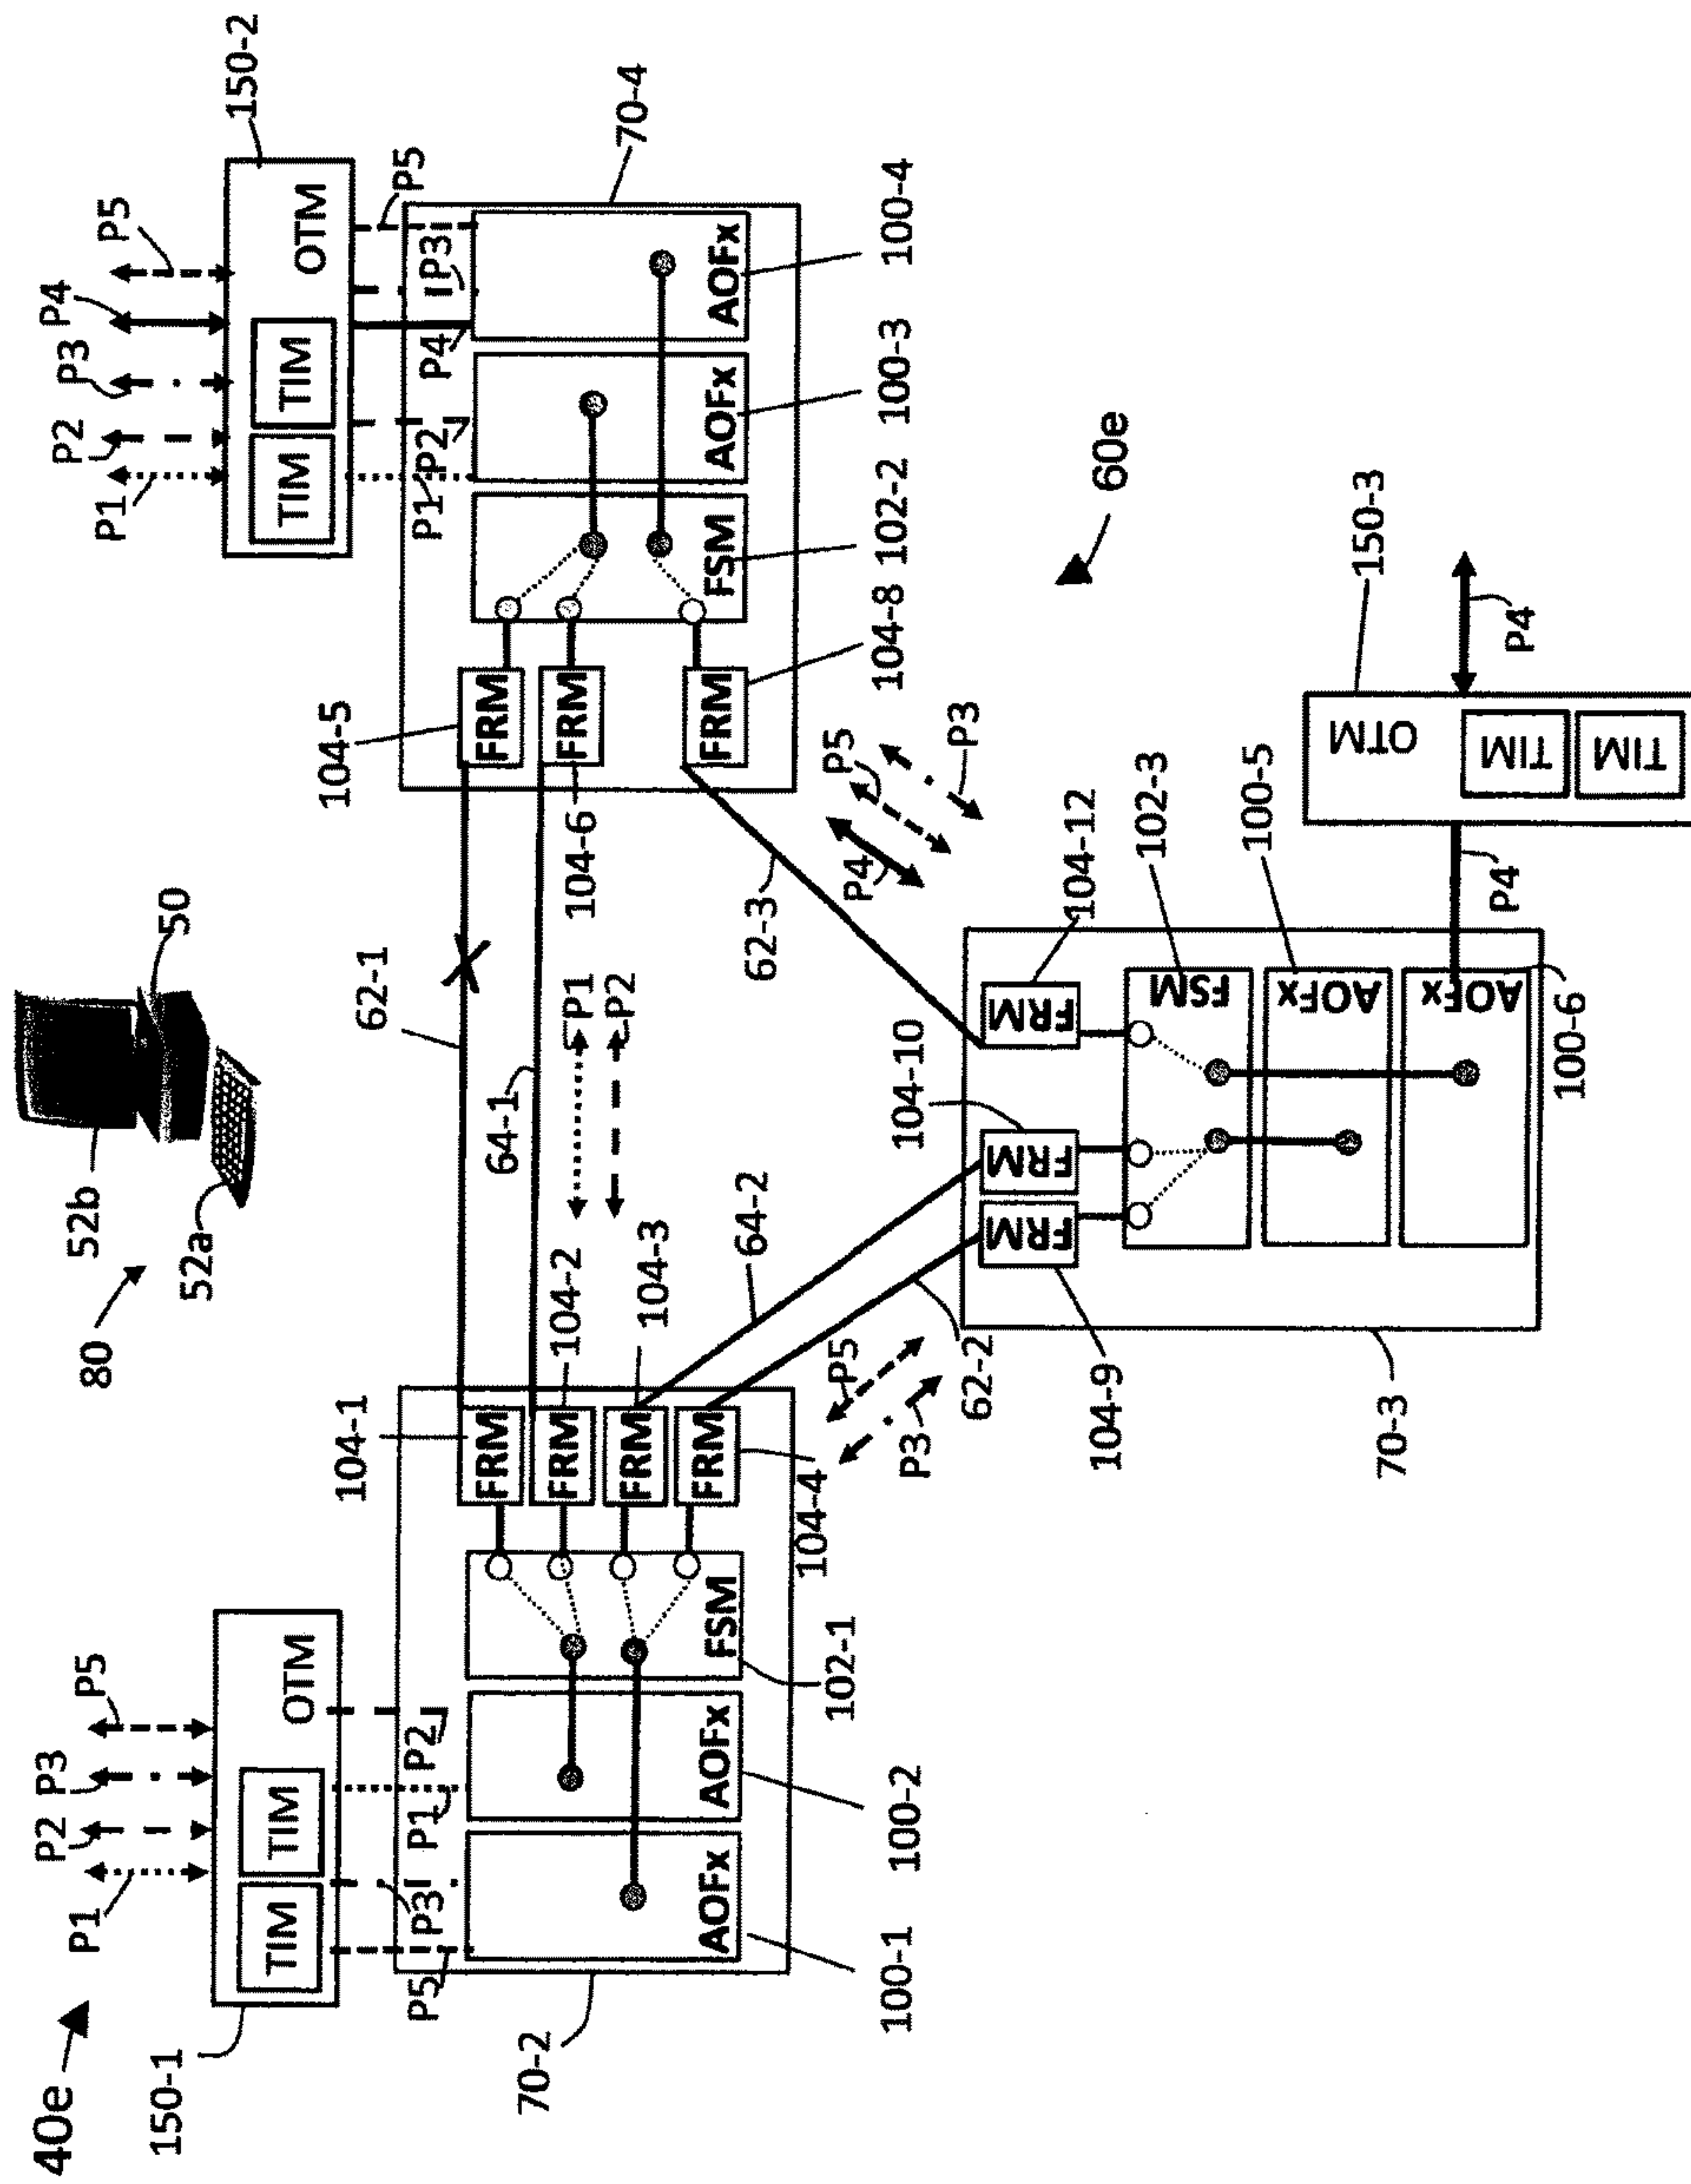 40e
150-1
P1
P2
P3
P5
TIM
TIM
OTM
P5
P3
P1
P2
70-2
AOFx
AOFx
FSM
100-1
100-2
102-1
FRM
FRM
FRM
FRM
104-1
104-2
104-3
104-4
80
52a
52b
50
62-1
64-1
P1
P2
64-2
62-2
P5
P3
62-3
P4
P5
P3
150-2
P1
P2
P3
P4
P5
TIM
TIM
OTM
P1
P2
P4
P3
P5
70-4
104-5
FRM
104-6
FRM
104-8
FRM
FSM
AOFx
AOFx
102-2
100-3
100-4
60e
104-9
FRM
104-10
FRM
104-12
FRM
FSM
102-3
AOFx
100-5
AOFx
100-6
70-3
P4
150-3
OTM
TIM
TIM
P4